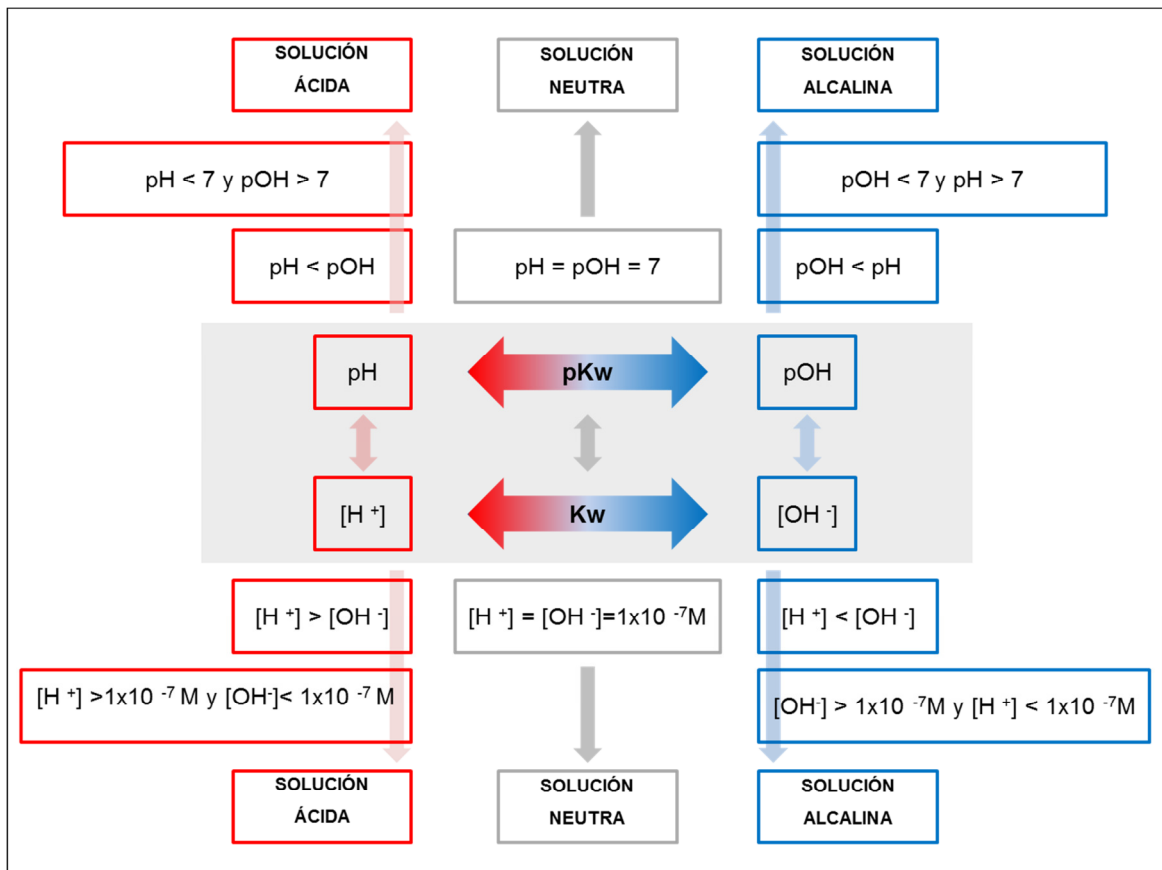 SOLUCIÓN
ÁCIDA
SOLUCIÓN
NEUTRA
SOLUCIÓN
ALCALINA
pH < 7 y pOH > 7
pOH < 7 y pH > 7
pH < pOH
pH = pOH = 7
pOH < pH
pH
pKw
pOH
[H +]
Kw
[OH -]
[H +] > [OH -]
[H +] = [OH -]=1x10 -7M
[H +] < [OH -]
[H +] >1x10 -7 M y [OH-]< 1x10 -7 M
[OH-] > 1x10 -7M y [H +] < 1x10 -7M
SOLUCIÓN
ÁCIDA
SOLUCIÓN
NEUTRA
SOLUCIÓN
ALCALINA